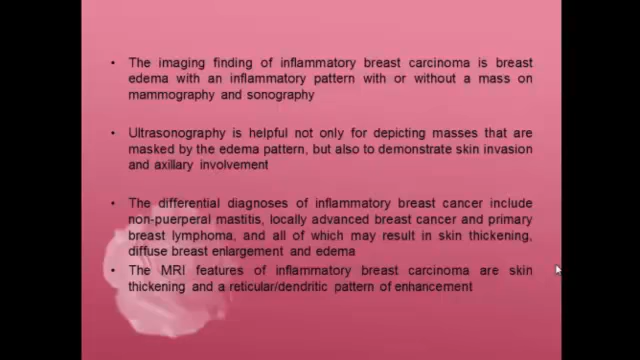 • The imaging finding of inflammatory breast carcinoma is breast
edema with an inflammatory pattern with or without a mass on
mammography and sonography
• Ultrasonography is helpful not only for depicting masses that are
masked by the edema pattern, but also to demonstrate skin invasion
and axillary involvement
• The differential diagnoses of inflammatory breast cancer include
non-puerperal mastitis, locally advanced breast cancer and primary
breast lymphoma, and all of which may result in skin thickening,
diffuse breast enlargement and edema
• The MRI features of inflammatory breast carcinoma are skin
thickening and a reticular/dendritic pattern of enhancement